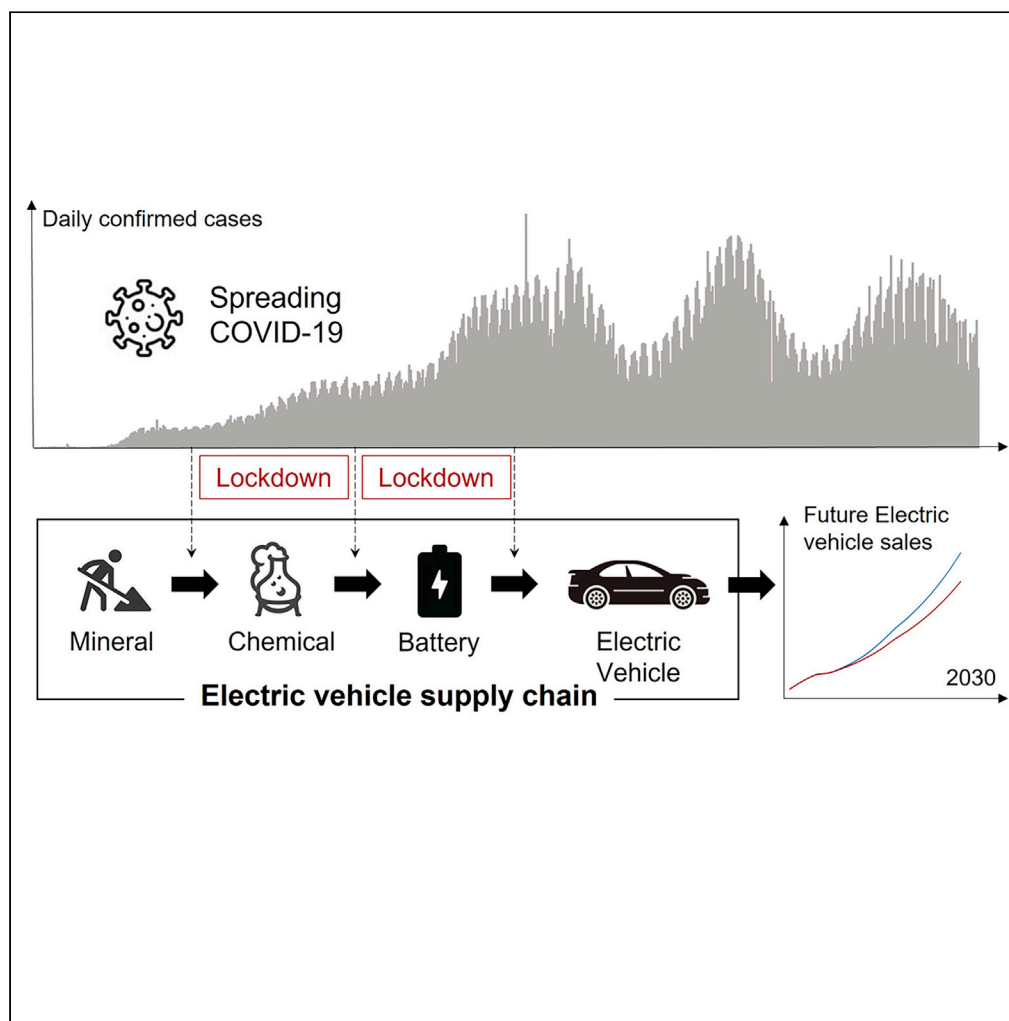 Daily confirmed cases
Spreading
COVID-19
Lockdown
Lockdown
Mineral
Chemical
Battery
Electric
Vehicle
Electric vehicle supply chain
Future Electric
vehicle sales
2030